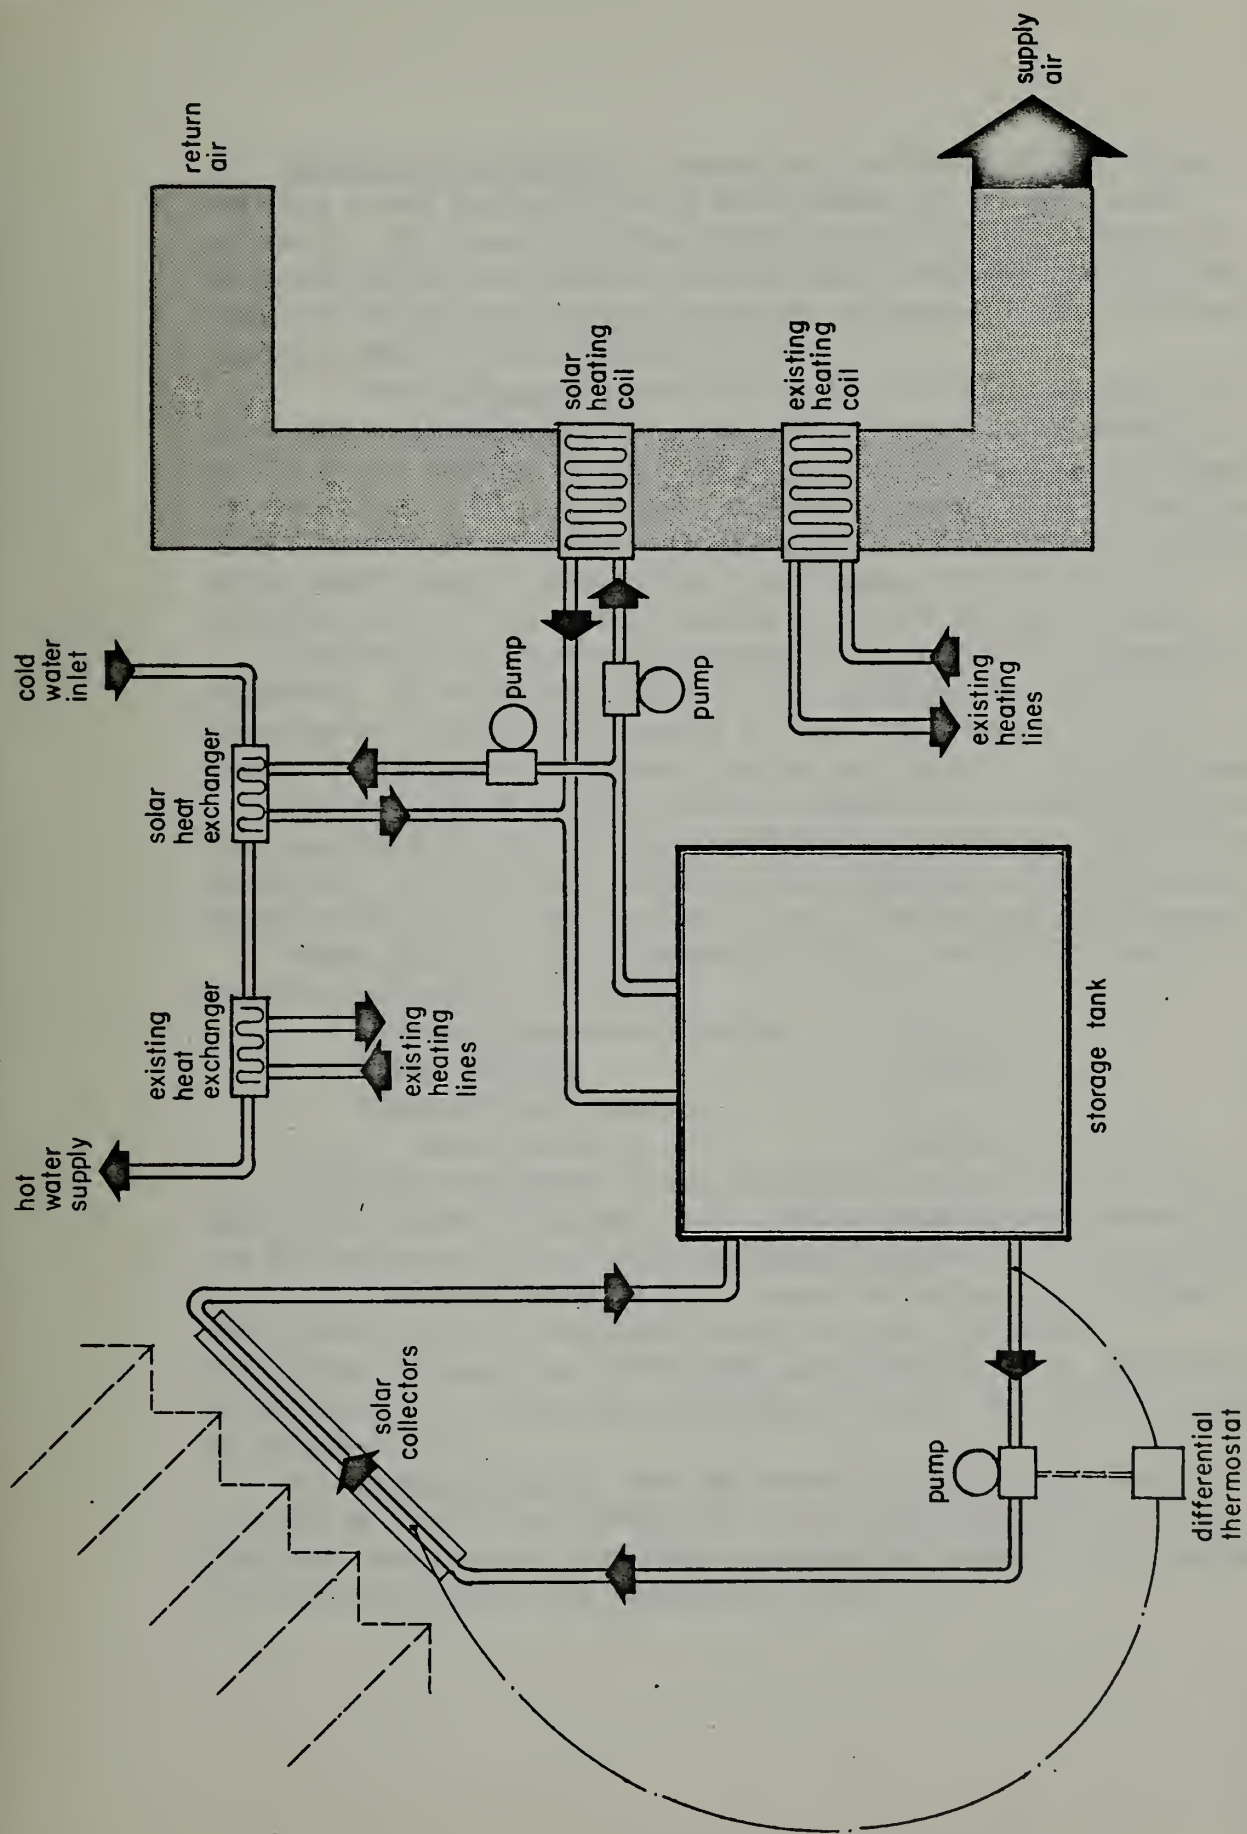 hot
water
supply
cold
water
inlet
existing
heat
exchanger
solar
heat
exchanger
return
air
existing
heating
lines
pump
solar
heating
coil
solar
collectors
pump
existing
heating
coil
supply
air
existing
heating
lines
pump
storage tank
differential
thermostat